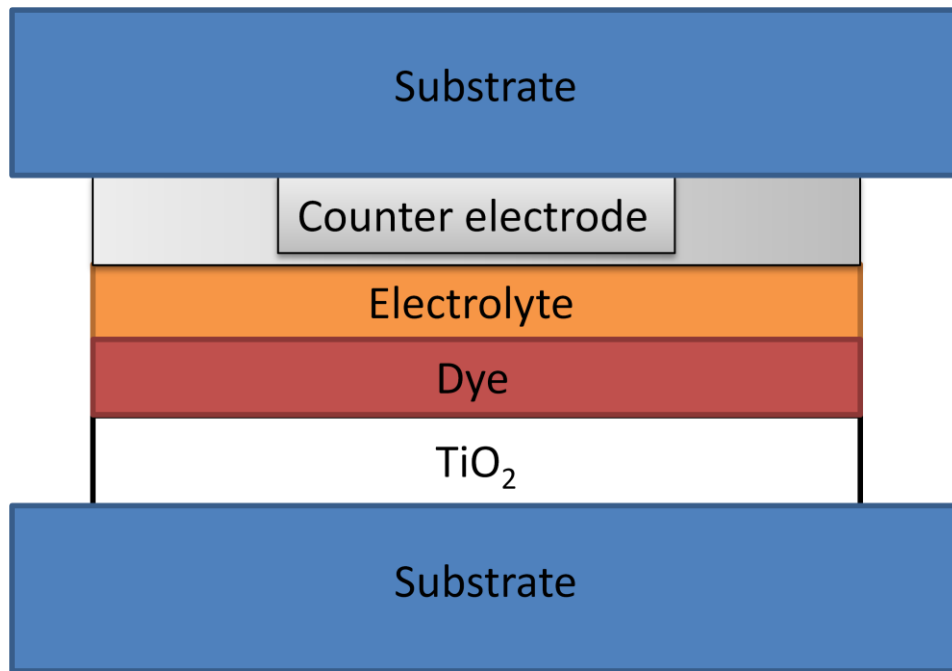 Substrate
Counter electrode
Electrolyte
Dye
TiO₂
Substrate